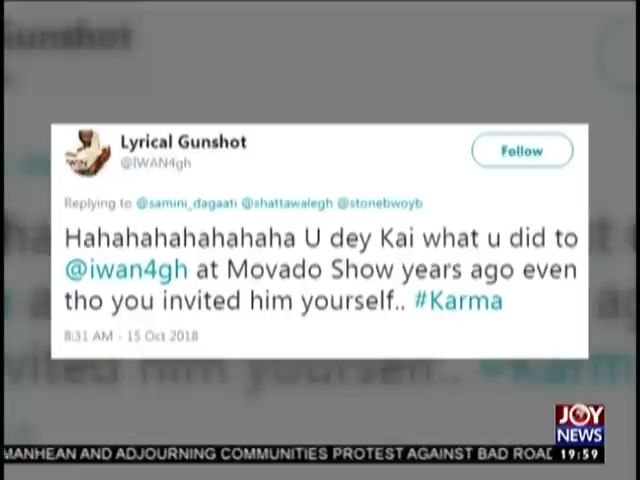 Gunshot
Lyrical Gunshot
@IWAN4gh
Follow
Replying to @samini_dagaati @shattawalegh @stonebwoyb
Hahahahahahahaha U dey Kai what u did to
@iwan4gh at Movado Show years ago even
tho you invited him yourself.. #Karma
8:31 AM - 15 Oct 2018
JOY
NEWS
MANHEAN AND ADJOURNING COMMUNITIES PROTEST AGAINST BAD ROAD
19:59